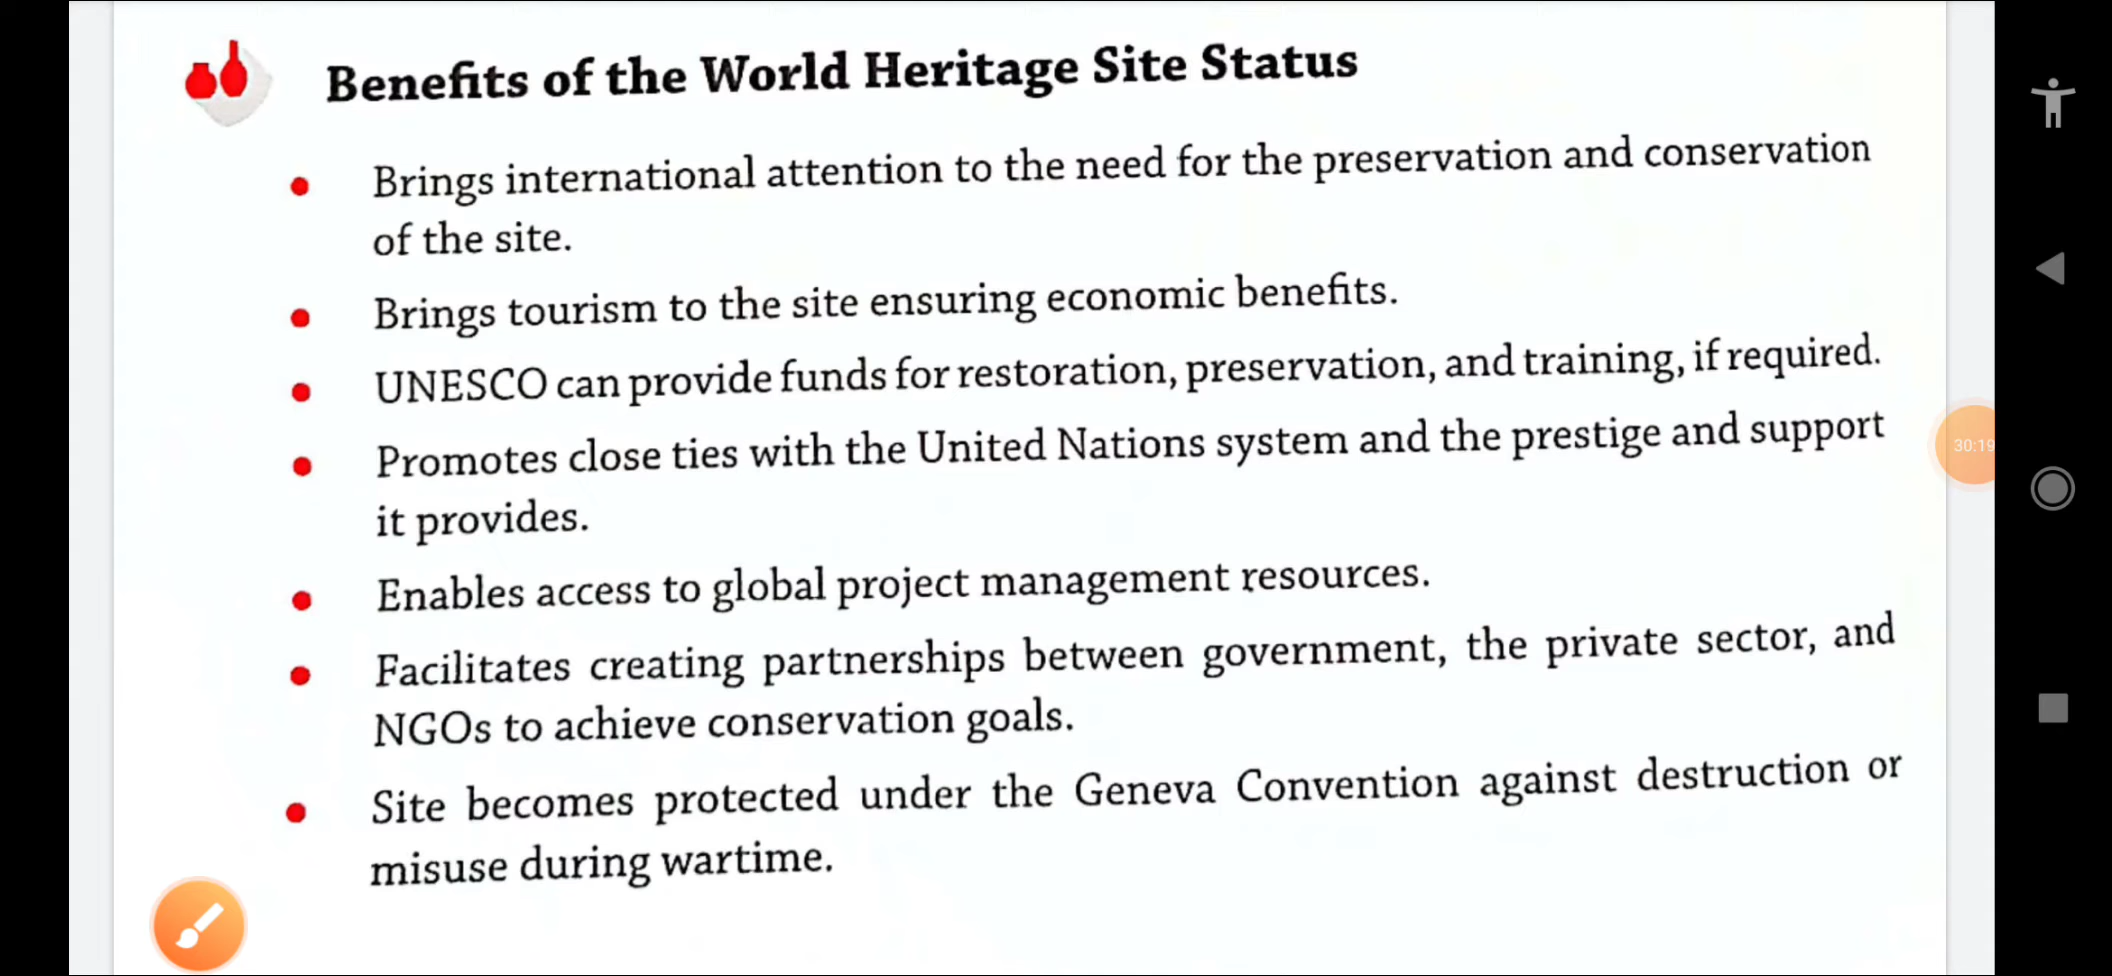 Benefits of the World Heritage Site Status
• Brings international attention to the need for the preservation and conservation
of the site.
• Brings tourism to the site ensuring economic benefits.
• UNESCO can provide funds for restoration, preservation, and training, if required.
• Promotes close ties with the United Nations system and the prestige and support
it provides.
• Enables access to global project management resources.
• Facilitates creating partnerships between government, the private sector, and
NGOs to achieve conservation goals.
• Site becomes protected under the Geneva Convention against destruction or
misuse during wartime.
30:19